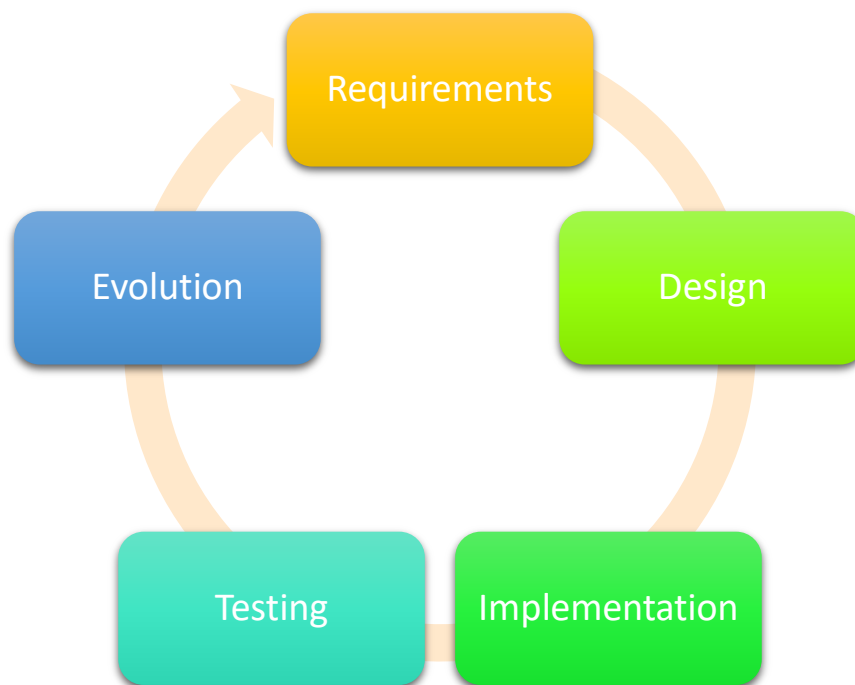 Requirements
Design
Implementation
Testing
Evolution